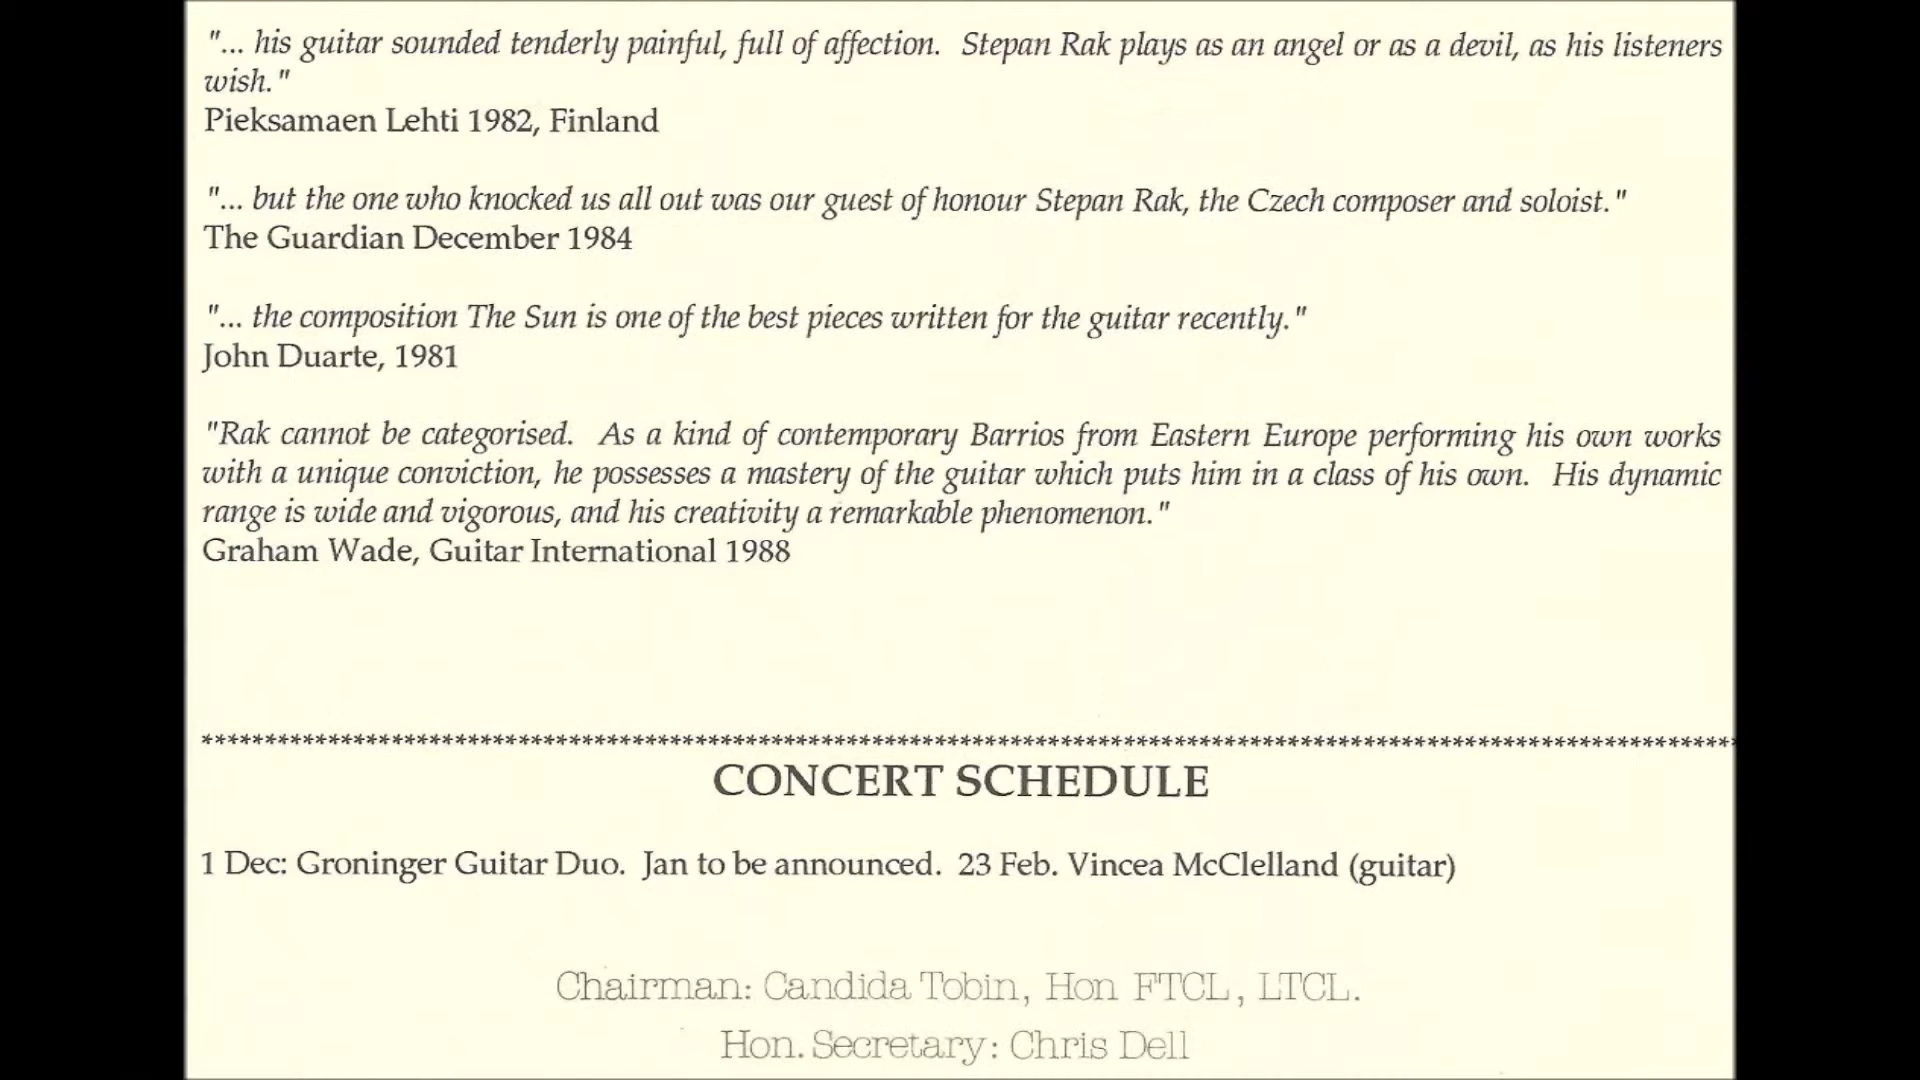 "... his guitar sounded tenderly painful, full of affection. Stepan Rak plays as an angel or as a devil, as his listeners
wish."
Pieksamaen Lehti 1982, Finland
"... but the one who knocked us all out was our guest of honour Stepan Rak, the Czech composer and soloist."
The Guardian December 1984
"... the composition The Sun is one of the best pieces written for the guitar recently."
John Duarte, 1981
"Rak cannot be categorised. As a kind of contemporary Barrios from Eastern Europe performing his own works
with a unique conviction, he possesses a mastery of the guitar which puts him in a class of his own. His dynamic
range is wide and vigorous, and his creativity a remarkable phenomenon."
Graham Wade, Guitar International 1988
**************************************************************************************************************************
CONCERT SCHEDULE
1 Dec: Groninger Guitar Duo. Jan to be announced. 23 Feb. Vincea McClelland (guitar)
Chairman: Candida Tobin, Hon FTCL, LTCL.
Hon. Secretary: Chris Dell